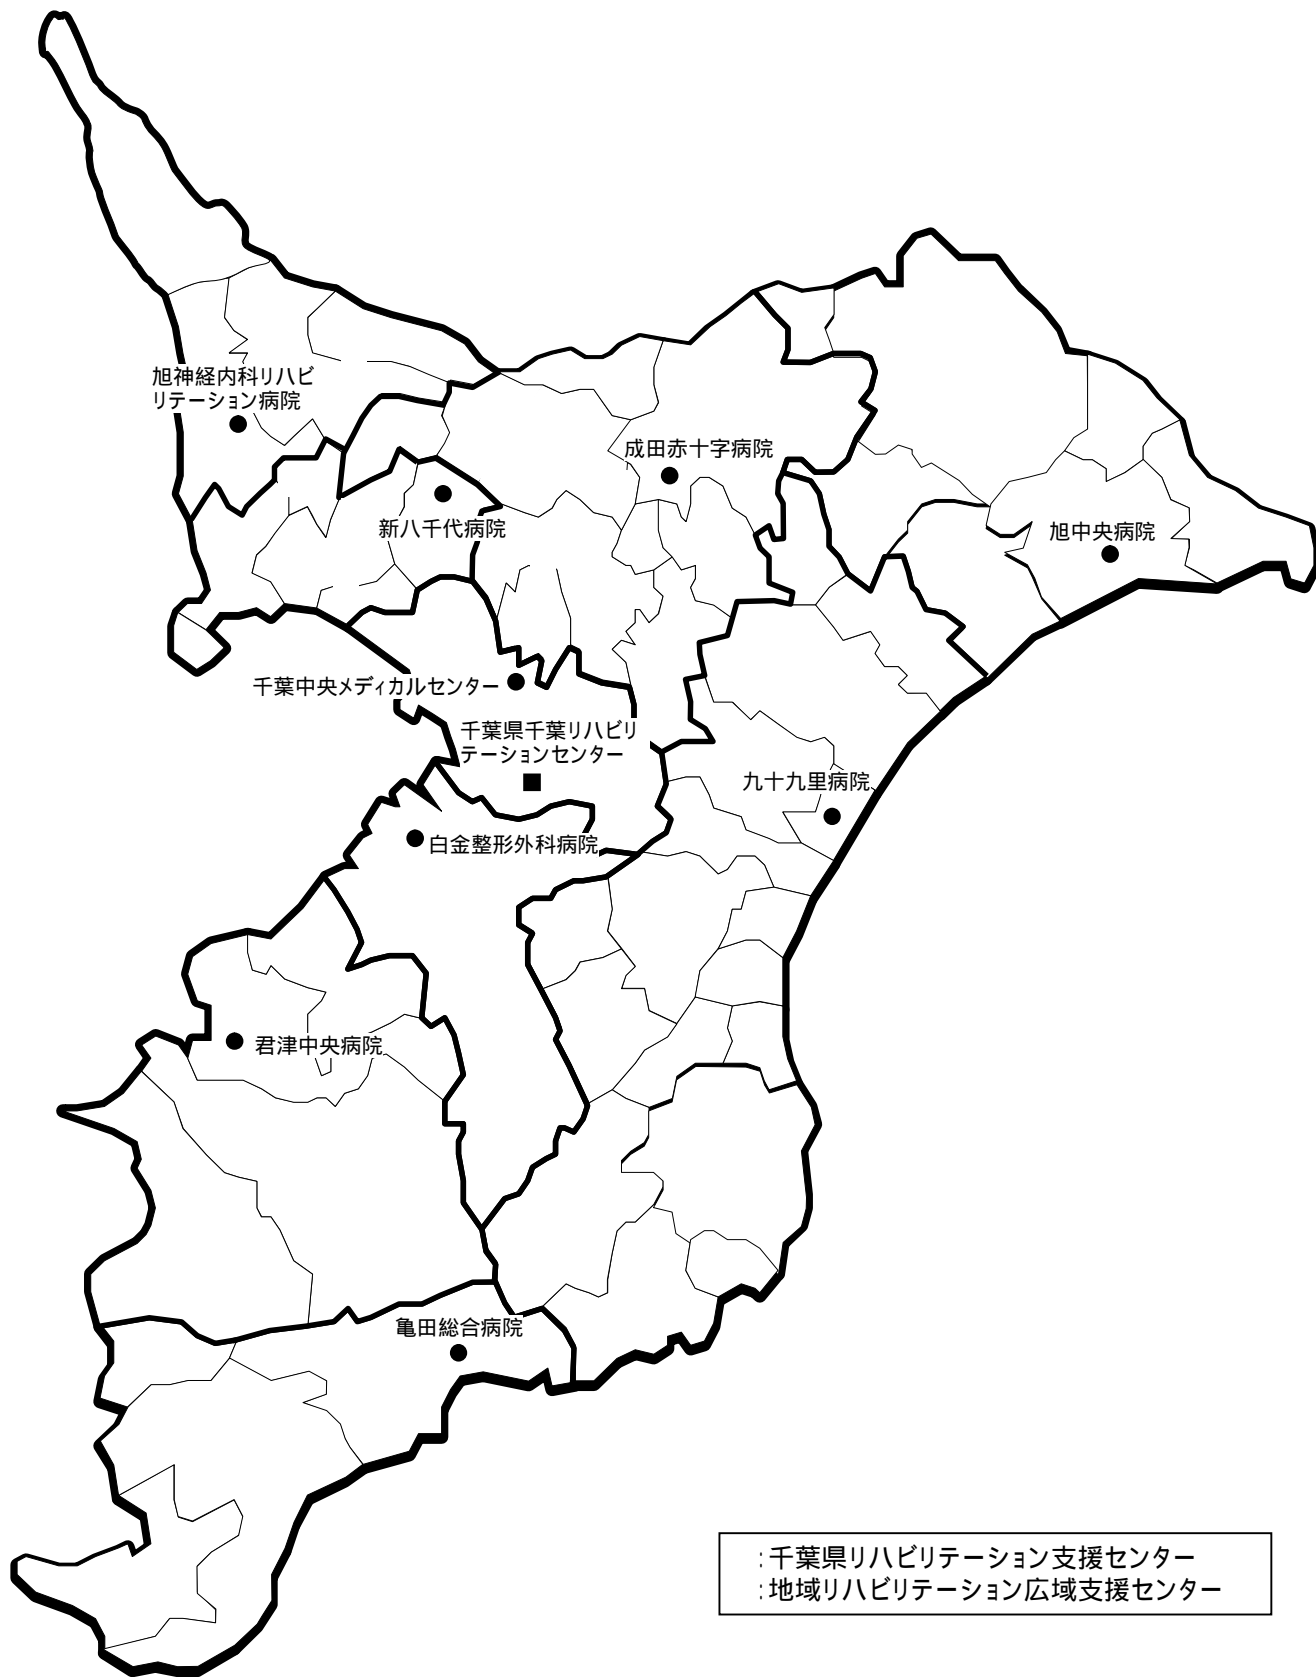 旭神経内科リハビ
リテーション病院
成田赤十字病院
新八千代病院
旭中央病院
千葉中央メディカルセンター
千葉県千葉リハビリ
テーションセンター
九十九里病院
白金整形外科病院
君津中央病院
亀田総合病院
:千葉県リハビリテーション支援センター
:地域リハビリテーション広域支援センター